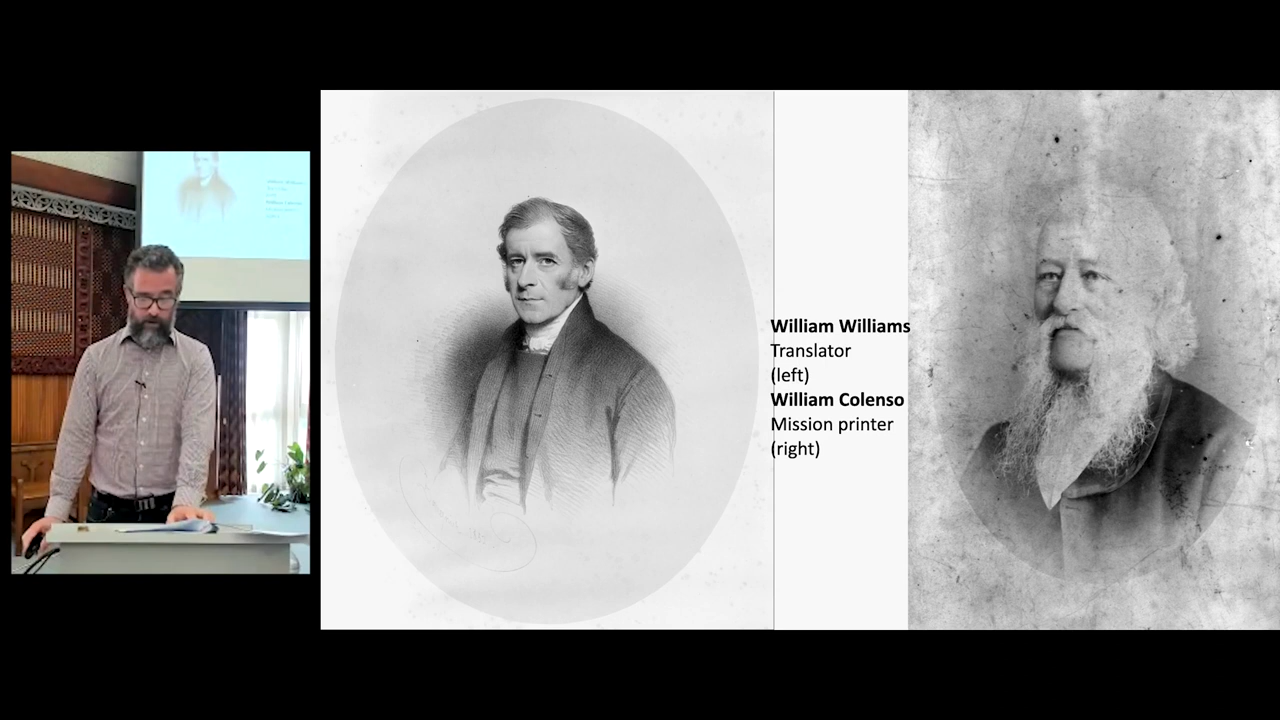 William Williams
Translator
(left)
William Colenso
Mission printer
(right)